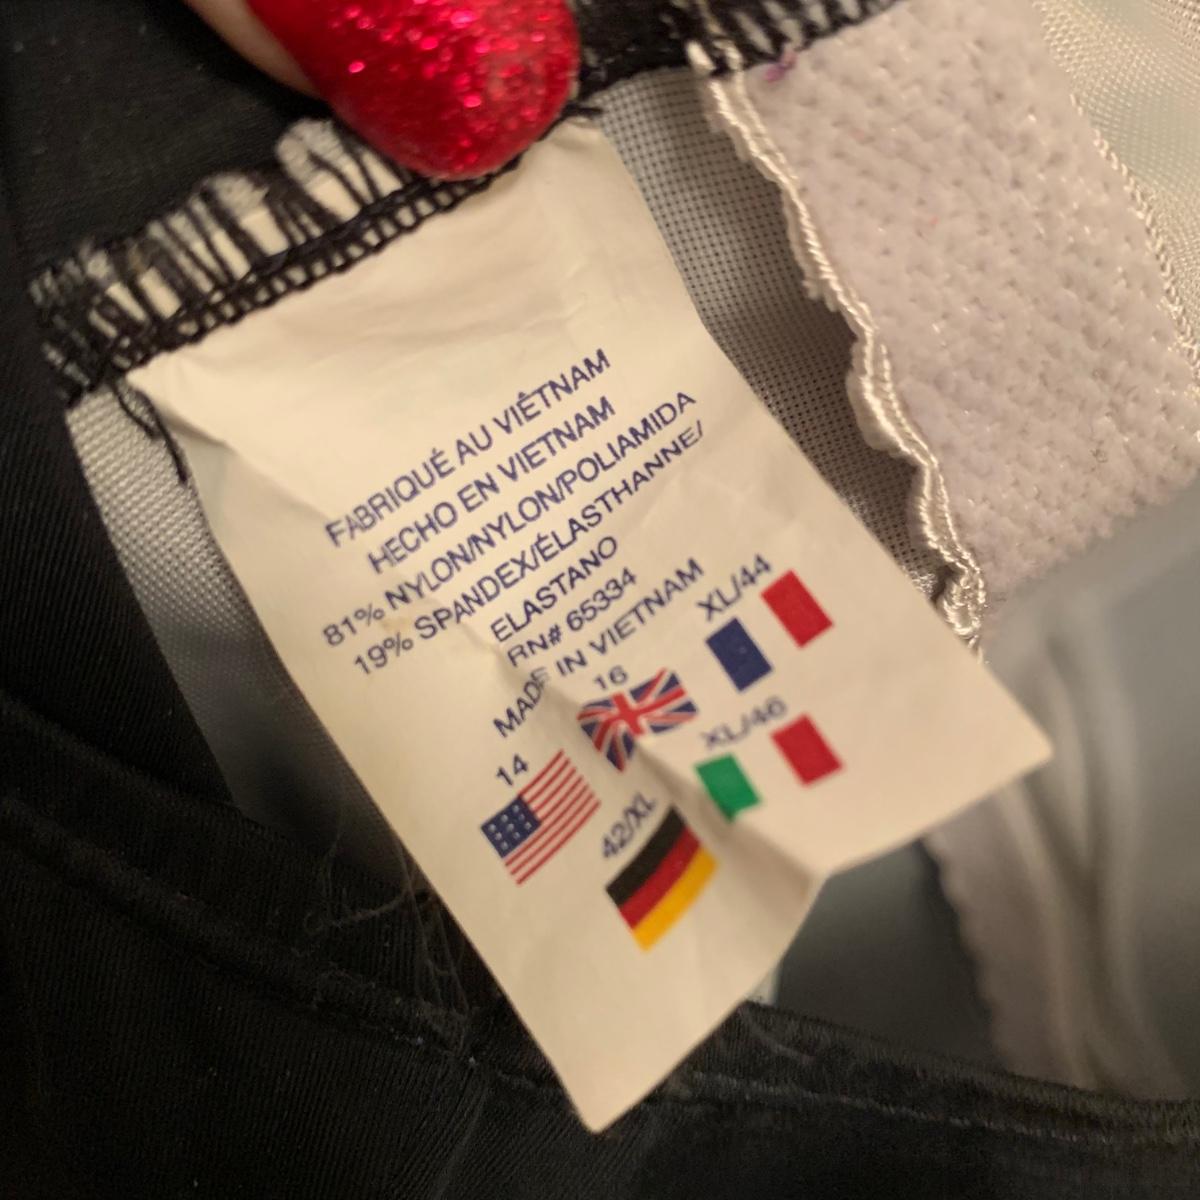 FABRIQUÉ AU VIÊTNAM
HECHO EN VIETNAM
81% NYLON/NYLON/POLIAMIDA
19% SPANDEX/ÉLASTHANNE/
ELASTANO
RN# 65334
MADE IN VIETNAM
14
16
XL/44
42/XL
XL/46